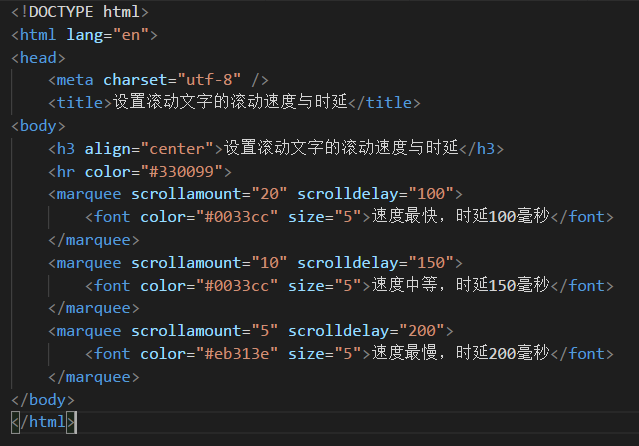 <!DOCTYPE html>
<html lang="en">
<head>
    <meta charset="utf-8" />
    <title>设置滚动文字的滚动速度与时延</title>
<body>
    <h3 align="center">设置滚动文字的滚动速度与时延</h3>
    <hr color="#330099">
    <marquee scrollamount="20" scrolldelay="100">
        <font color="#0033cc" size="5">速度最快，时延100毫秒</font>
    </marquee>
    <marquee scrollamount="10" scrolldelay="150">
        <font color="#0033cc" size="5">速度中等，时延150毫秒</font>
    </marquee>
    <marquee scrollamount="5" scrolldelay="200">
        <font color="#eb313e" size="5">速度最慢，时延200毫秒</font>
    </marquee>
</body>
</html>